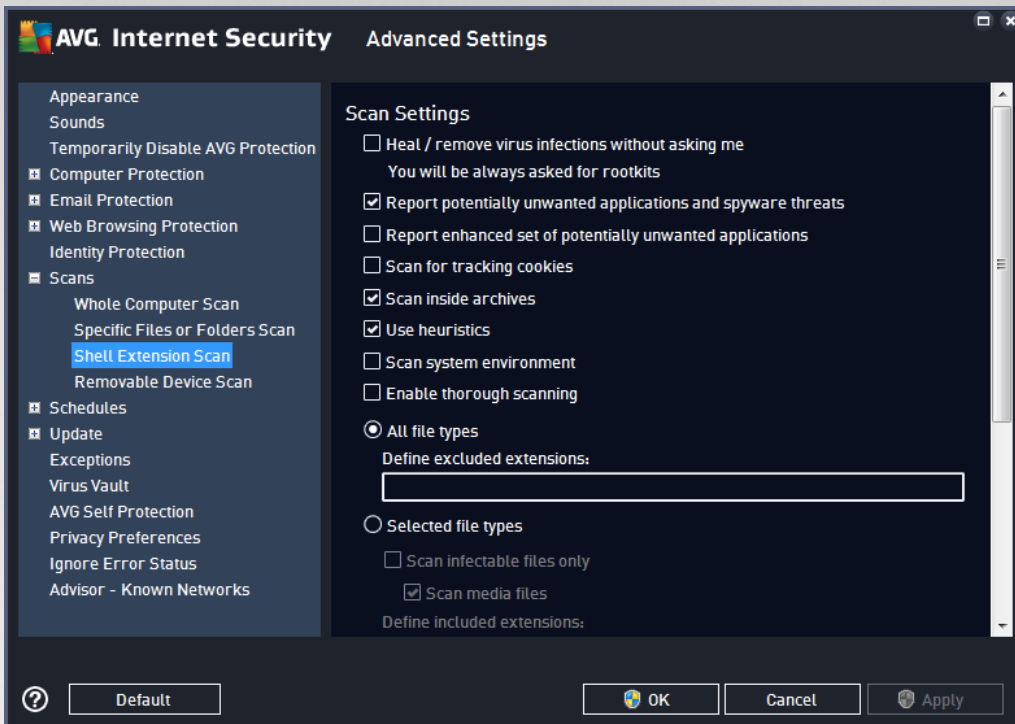 AVG. Internet Security Advanced Settings
Appearance
Sounds
Temporarily Disable AVG Protection
Computer Protection
Email Protection
Web Browsing Protection
Identity Protection
Scans
Whole Computer Scan
Specific Files or Folders Scan
Shell Extension Scan
Removable Device Scan
Schedules
Update
Exceptions
Virus Vault
AVG Self Protection
Privacy Preferences
Ignore Error Status
Advisor - Known Networks
Scan Settings
Heal / remove virus infections without asking me
You will be always asked for rootkits
Report potentially unwanted applications and spyware threats
Report enhanced set of potentially unwanted applications
Scan for tracking cookies
Scan inside archives
Use heuristics
Scan system environment
Enable thorough scanning
All file types
Define excluded extensions:
Selected file types
Scan infectable files only
Scan media files
Define included extensions:
? Default OK Cancel Apply